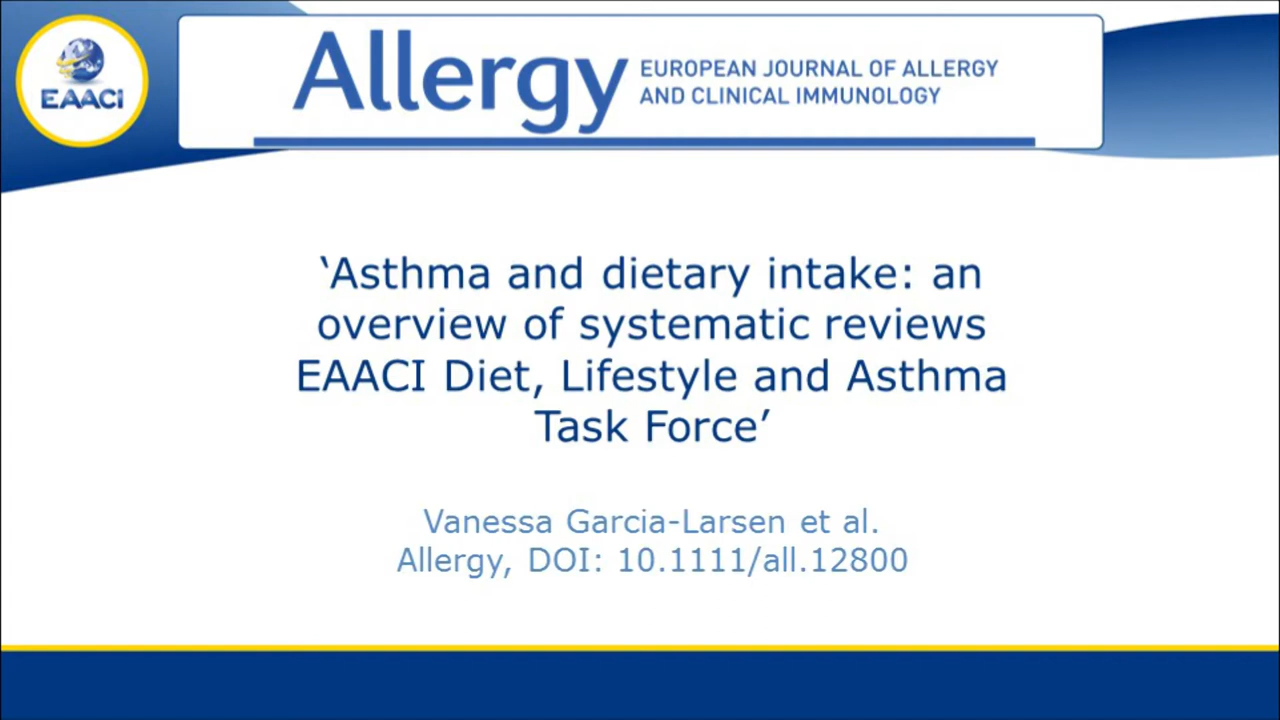 EAACI
Allergy
EUROPEAN JOURNAL OF ALLERGY
AND CLINICAL IMMUNOLOGY
‘Asthma and dietary intake: an
overview of systematic reviews
EAACI Diet, Lifestyle and Asthma
Task Force’
Vanessa Garcia-Larsen et al.
Allergy, DOI: 10.1111/all.12800